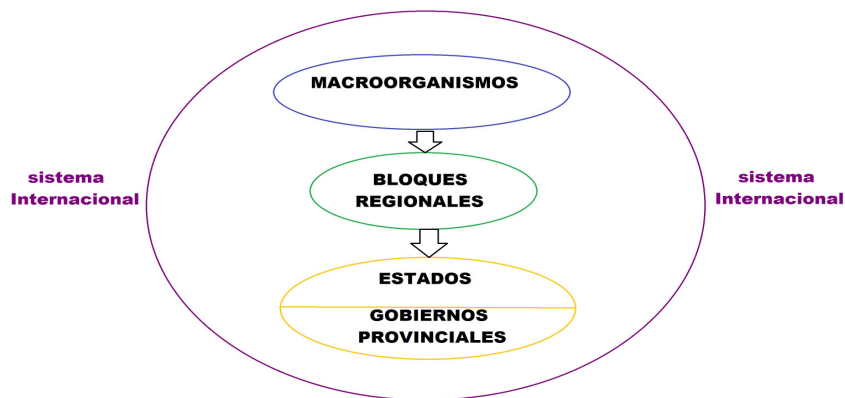 MACROORGANISMOS
sistema
Internacional
BLOQUES
REGIONALES
sistema
Internacional
ESTADOS
GOBIERNOS
PROVINCIALES